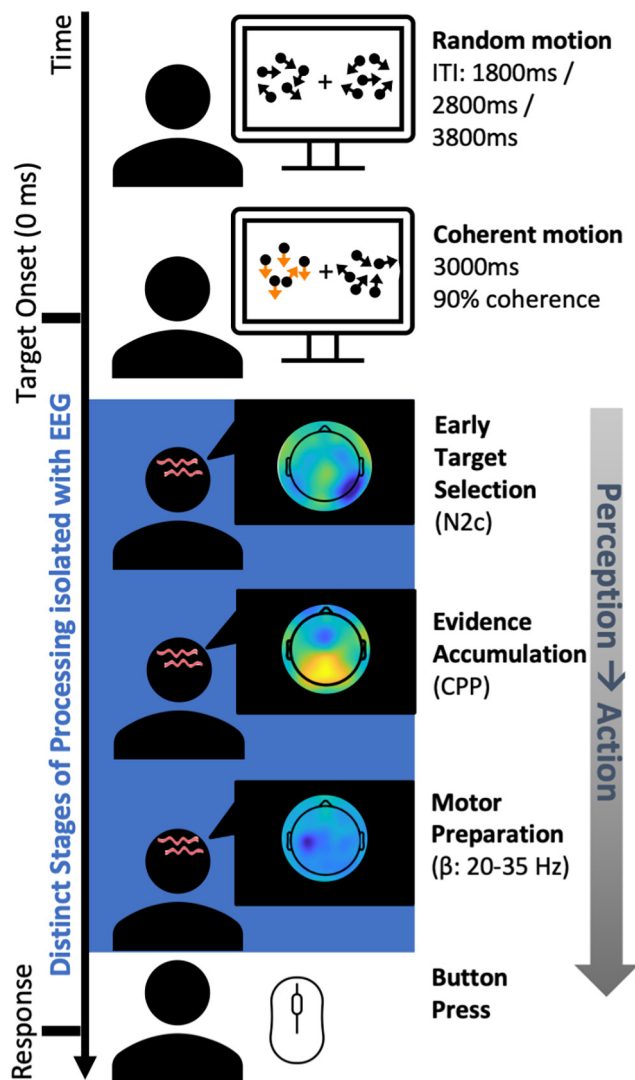 Time
Random motion
ITI: 1800ms /
2800ms /
3800ms
Target Onset (0 ms)
Coherent motion
3000ms
90% coherence
Distinct Stages of Processing isolated with EEG
Early
Target
Selection
(N2c)
Evidence
Accumulation
(CPP)
Motor
Preparation
(β: 20-35 Hz)
Perception → Action
Response
Button
Press